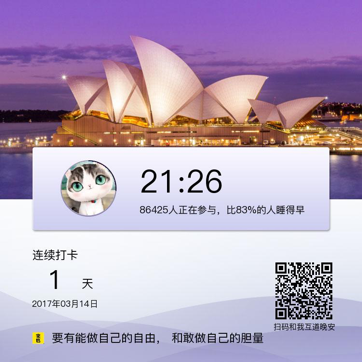 21:26
86425人正在参与，比83%的人睡得早
连续打卡
1 天
2017年03月14日
扫码和我互道晚安
要有能做自己的自由， 和敢做自己的胆量